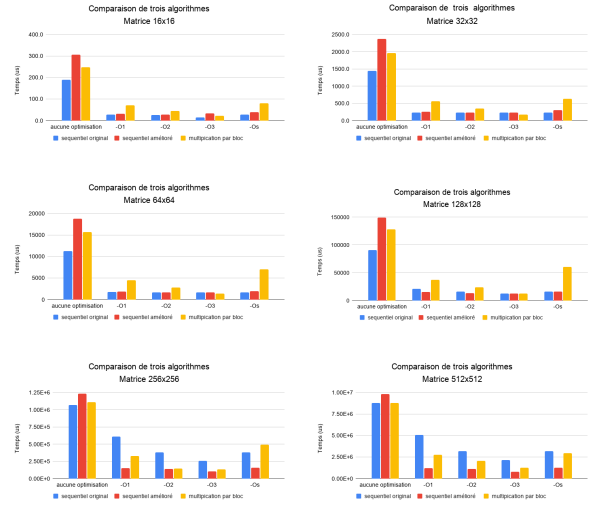 Comparaison de trois algorithmes
Matrice 16x16
400.0
300.0
200.0
100.0
0.0
Temps (us)
aucune optimisation -O1 -O2 -O3 -Os
sequentiel original sequentiel amélioré multipication par bloc
Comparaison de trois algorithmes
Matrice 32x32
2500.0
2000.0
1500.0
1000.0
500.0
0.0
Temps (us)
aucune optimisation -O1 -O2 -O3 -Os
sequentiel original sequentiel amélioré multipication par bloc
Comparaison de trois algorithmes
Matrice 64x64
20000
15000
10000
5000
0
Temps (us)
aucune optimisation -O1 -O2 -O3 -Os
sequentiel original sequentiel amélioré multipication par bloc
Comparaison de trois algorithmes
Matrice 128x128
150000
100000
50000
0
Temps (us)
aucune optimisation -O1 -O2 -O3 -Os
sequentiel original sequentiel amélioré multipication par bloc
Comparaison de trois algorithmes
Matrice 256x256
1.25E+6
1.00E+6
7.50E+5
5.00E+5
2.50E+5
0.00E+0
Temps (us)
aucune optimisation -O1 -O2 -O3 -Os
sequentiel original sequentiel amélioré multipication par bloc
Comparaison de trois algorithmes
Matrice 512x512
1.00E+7
7.50E+6
5.00E+6
2.50E+6
0.00E+0
Temps (us)
aucune optimisation -O1 -O2 -O3 -Os
sequentiel original sequentiel amélioré multipication par bloc